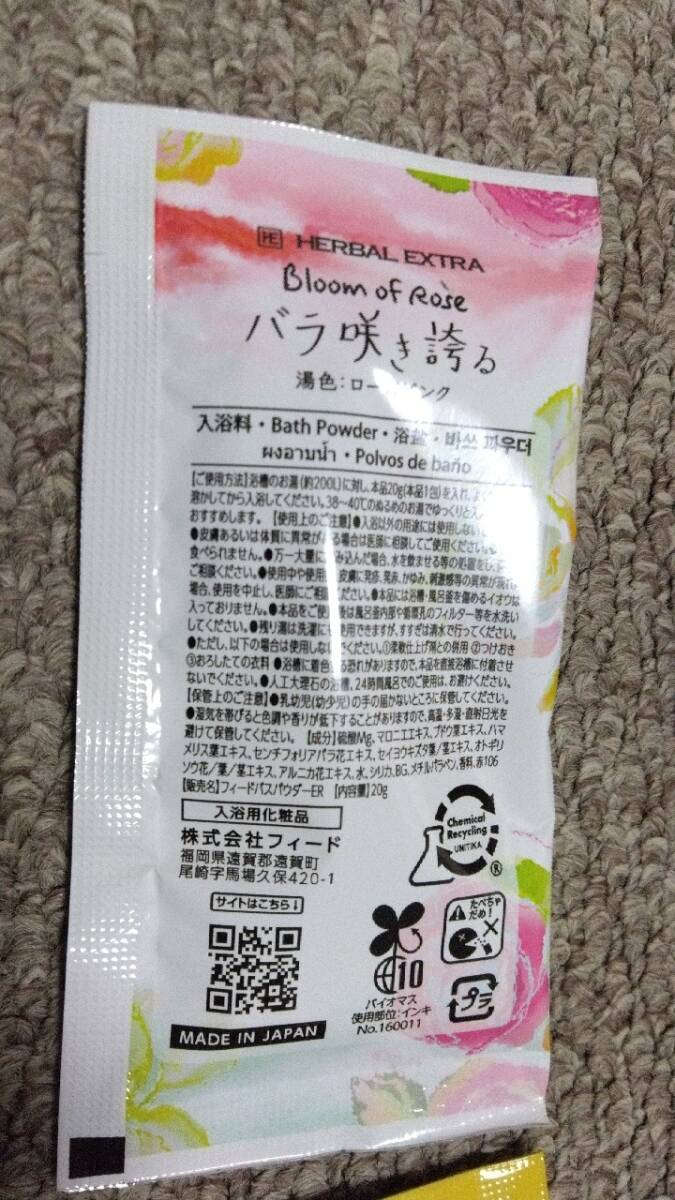 HE HERBAL EXTRA
Bloom of Rose
バラ咲き誇る
湯色：ロー ンク
入浴料・Bath Powder・浴盐・바쓰 파우더
ผงอาบน้ำ・Polvos de baño
【ご使用方法】浴槽のお湯(約200L)に対し、本品20g(本品1包)を入れ、よく
溶かしてから入浴してください。38～40℃のぬるめのお湯でゆっくりと
おすすめします。【使用上のご注意】●入浴以外の用途には使用しない
●皮膚あるいは体質に異常が 場合は医師に相談してご使用ください。
食べられません。●万一大量に み込んだ場合、水を飲ませる等の処置をし、
ご相談ください。●使用中や使用 皮膚に発疹、発赤、かゆみ、刺激感等の異常が現れ
場合、使用を中止し、医師にご相 ださい。●本品には浴槽・風呂釜を傷めるイオウは
入っておりません。●本品をご使 後は風呂釜内部や循環孔のフィルター等を水洗い
してください。●残り湯は洗濯に 使用できますが、すすぎは清水で行ってください。
●ただし、以下の場合は使用しない ください。①柔軟仕上げ剤との併用 ②つけおき
③おろしたての衣料 ●浴槽に着色 る恐れがありますので、本品を直接浴槽に付着させ
ないでください。●人工大理石の浴槽、24時間風呂でのご使用は、お避けください。
【保管上のご注意】●乳幼児(幼少児)の手の届かないところに保管してください。
●湿気を帯びると色調や香りが低下することがありますので、高温・多湿・直射日光を
避けて保管してください。【成分】硫酸Mg、マロニエエキス、ブドウ葉エキス、ハマ
メリス葉エキス、センチフォリアバラ花エキス、セイヨウキズタ葉/茎エキス、オトギリ
ソウ花/葉/茎エキス、アルニカ花エキス、水、シリカ、BG、メチルパラベン、香料、赤106
【販売名】フィードバスパウダーER 【内容量】20g
入浴用化粧品
株式会社フィード
福岡県遠賀郡遠賀町
尾崎字馬場久保420-1
サイトはこちら↓
MADE IN JAPAN
Chemical
Recycling
UNITIKA
®
10
バイオマス
使用部位:インキ
No.160011
たべちゃ
だめ!
プラ